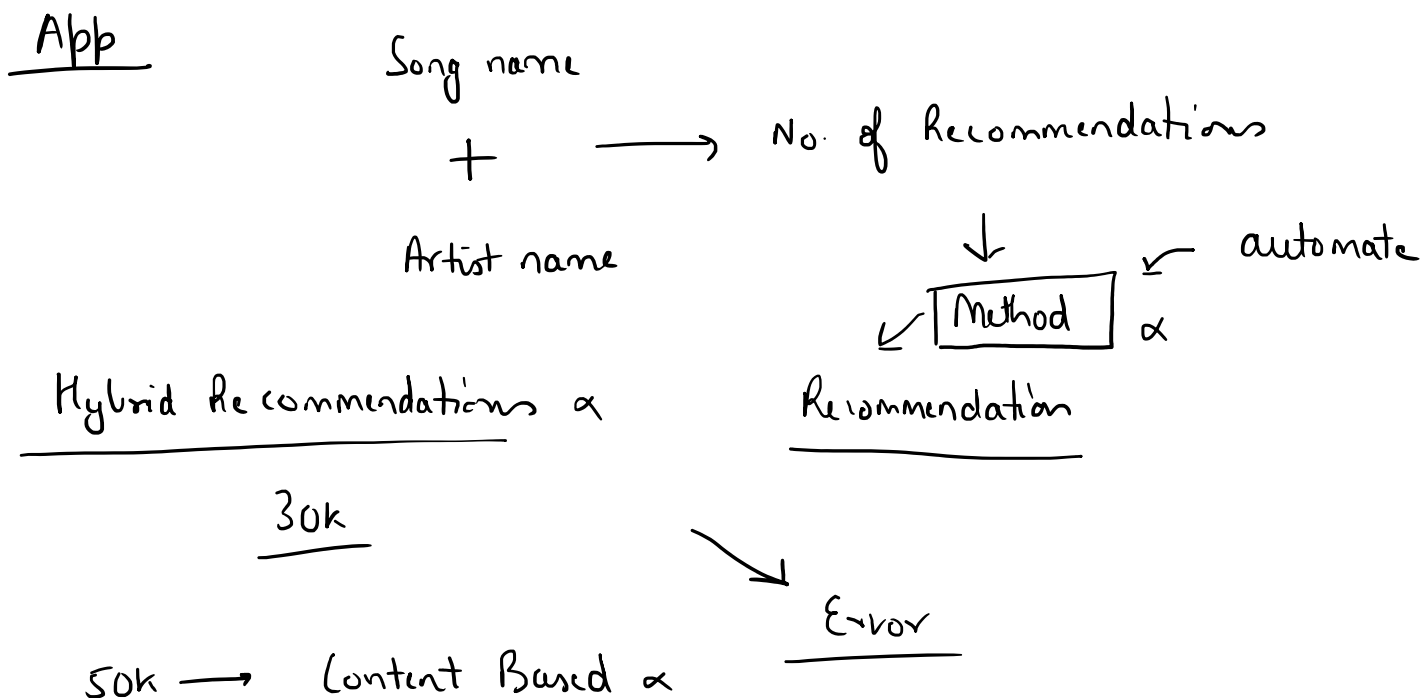 App
Song name
+
Artist name
No. of Recommendations
automate
Method α
Hybrid Recommendations α
Recommendation
30k
Error
50k → Content Based α